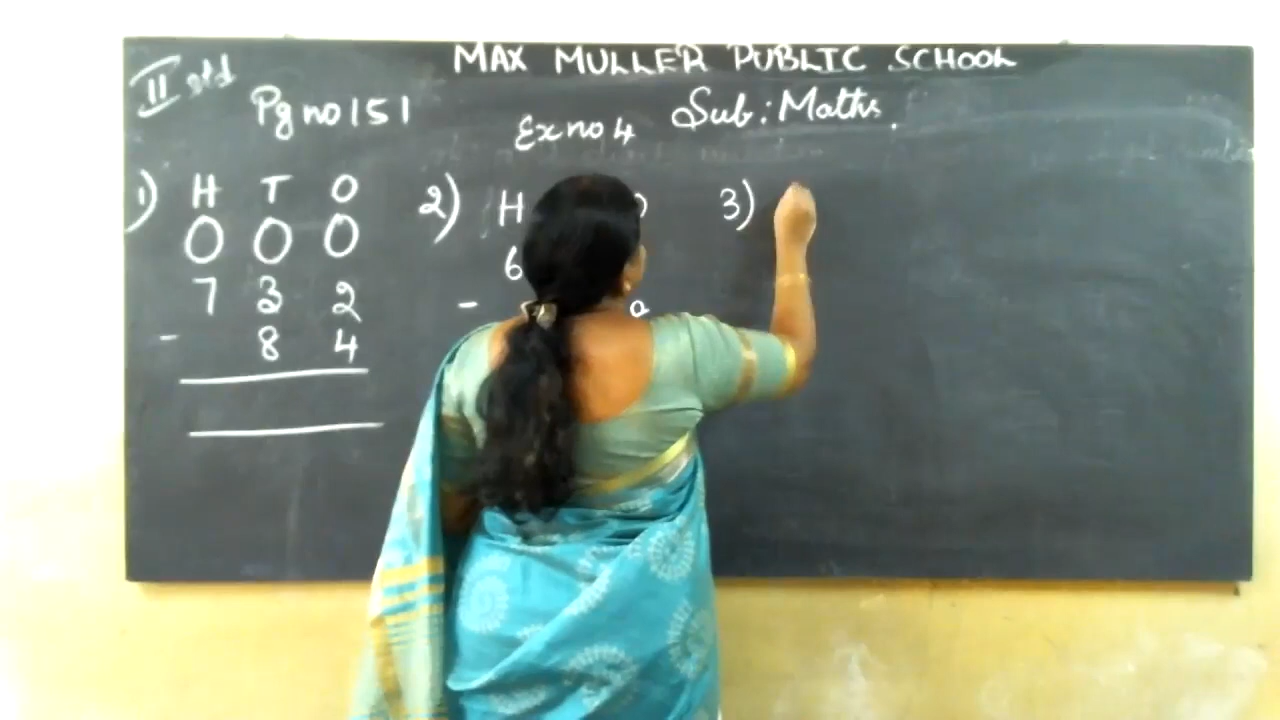 MAX MULLER PUBLIC SCHOOL
II std
Pg no 151
Ex no 4
Sub: Maths.
1) H T O
O O O
7 3 2
- 8 4
2) H
6
-
3)